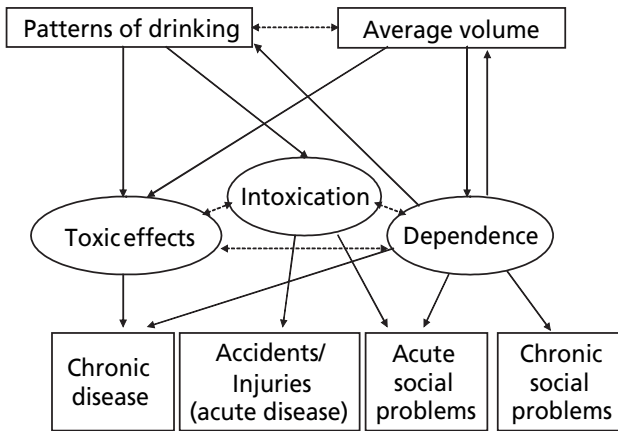 Patterns of drinking
Average volume
Intoxication
Toxic effects
Dependence
Chronic
disease
Accidents/
Injuries
(acute disease)
Acute
social
problems
Chronic
social
problems